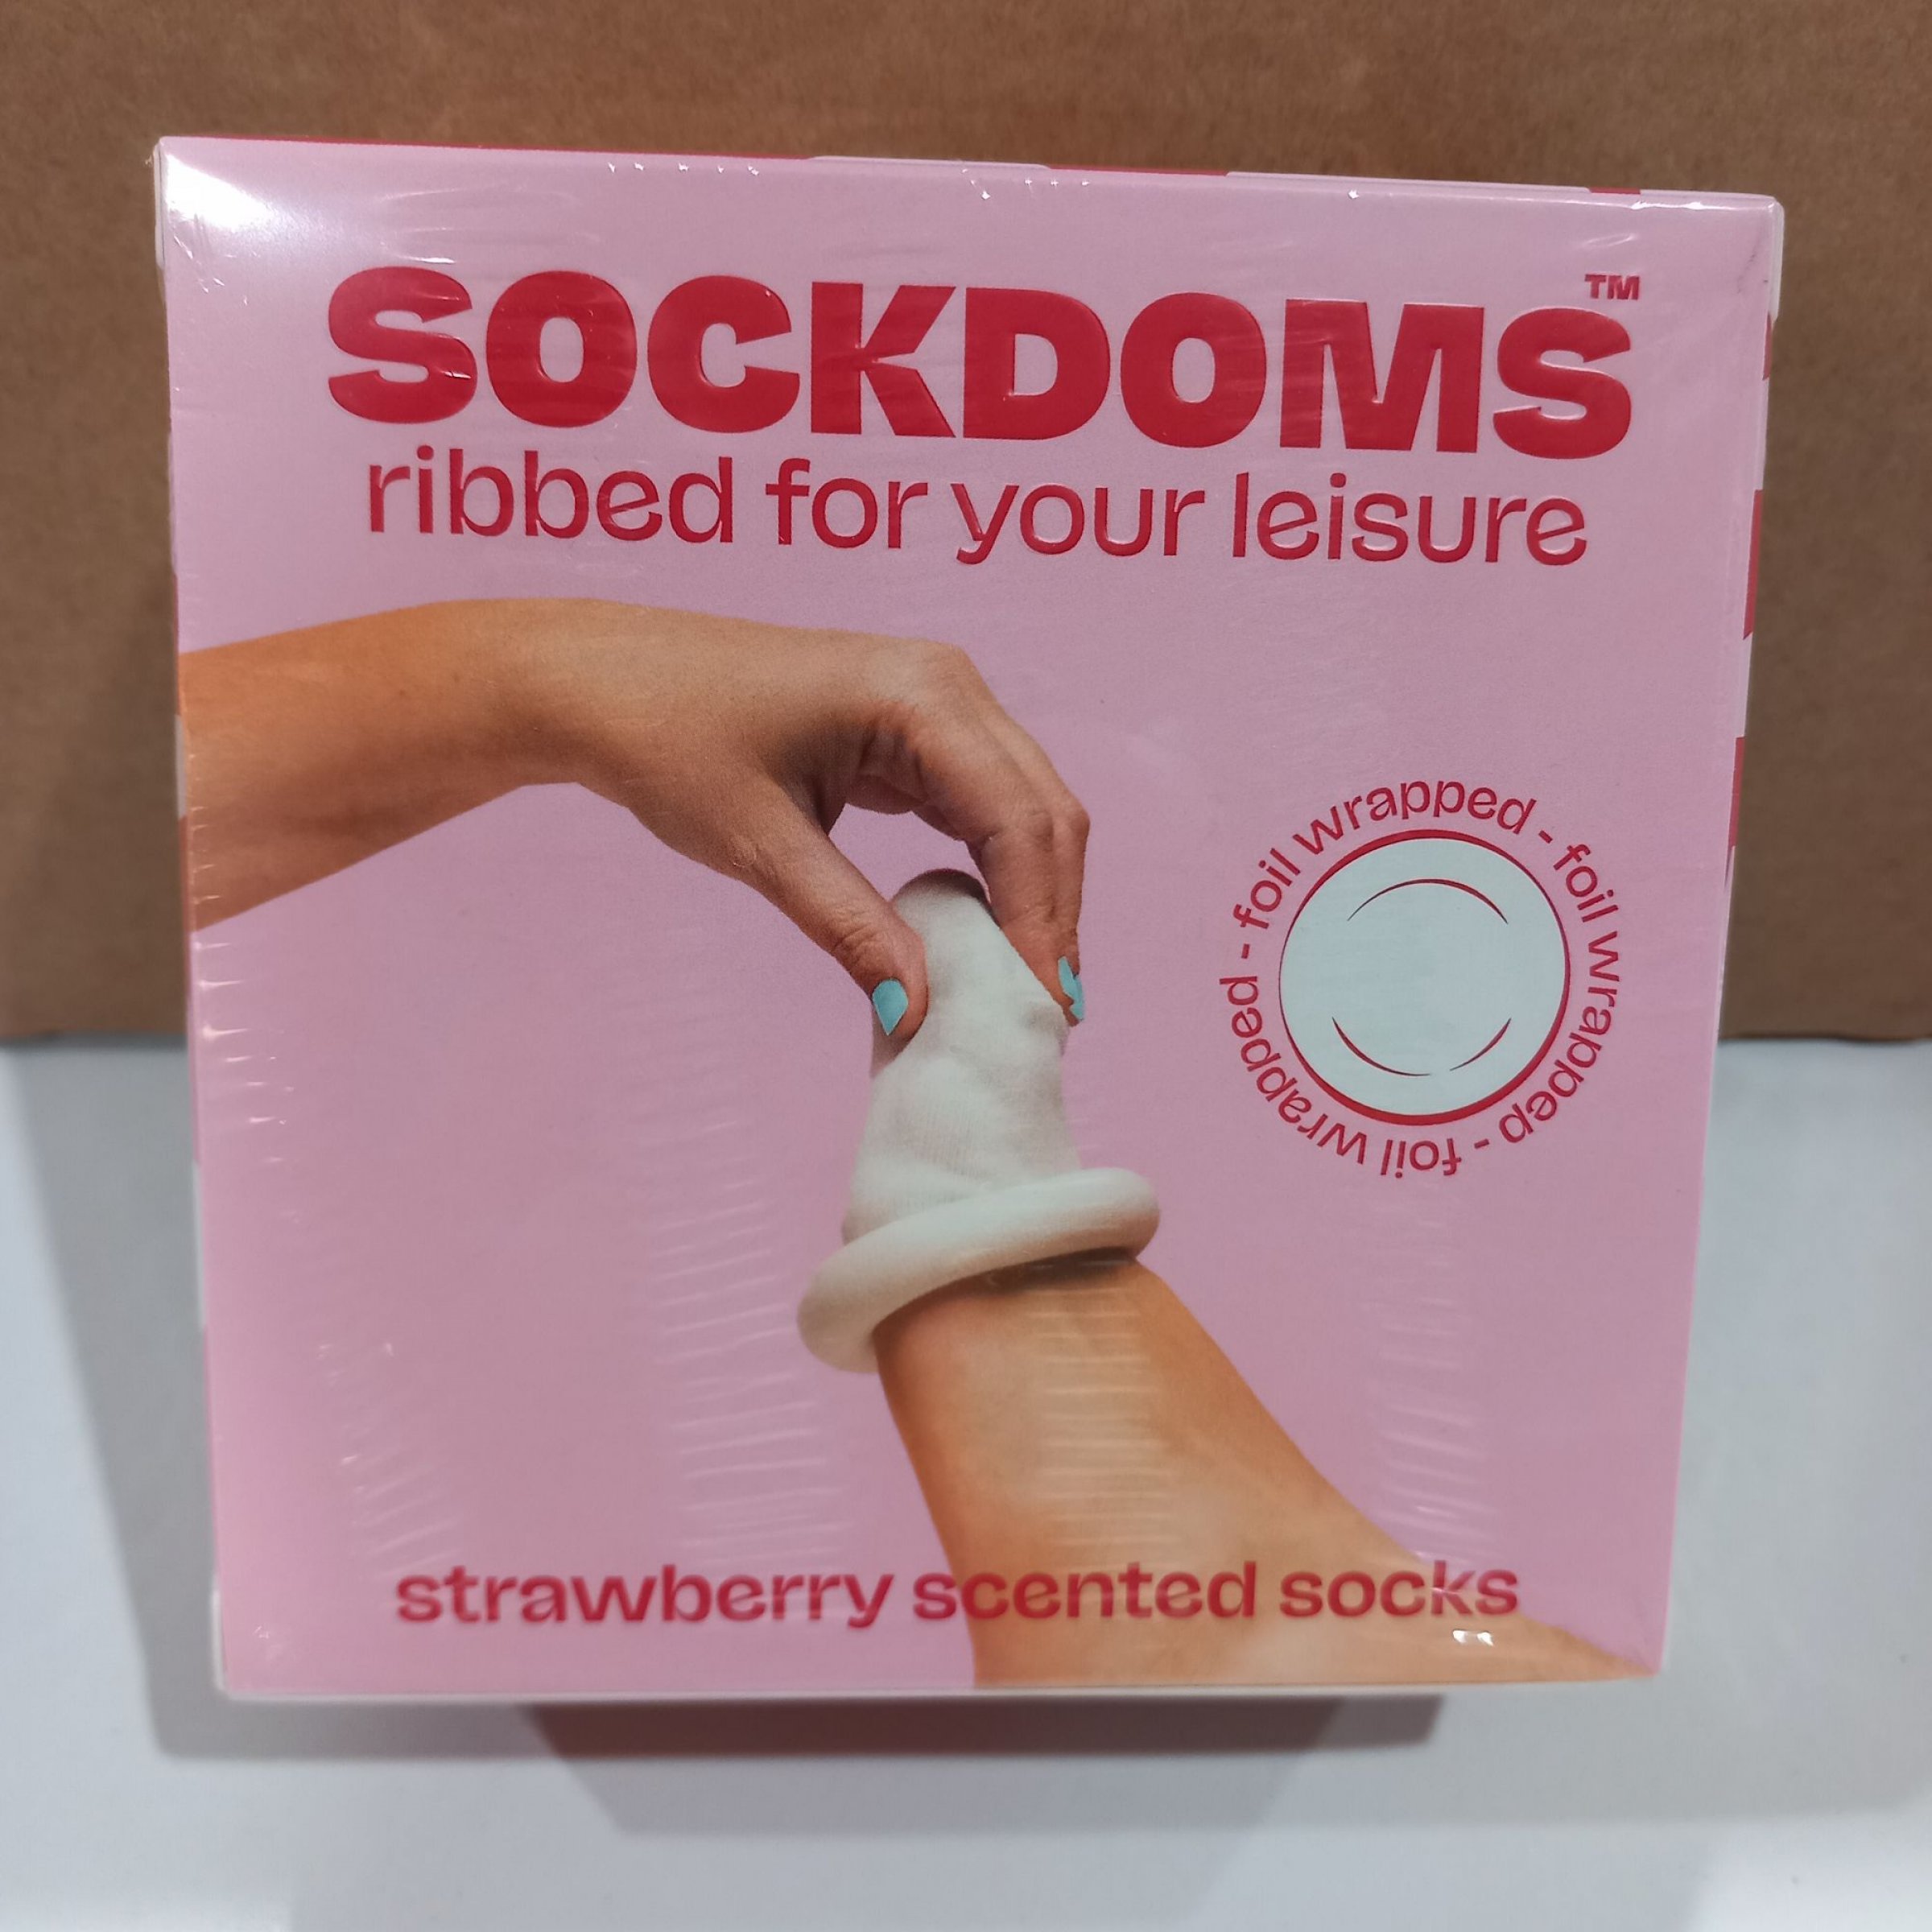 SOCKDOMS™
ribbed for your leisure
foil wrapped - foil wrapped - foil wrapped -
strawberry scented socks